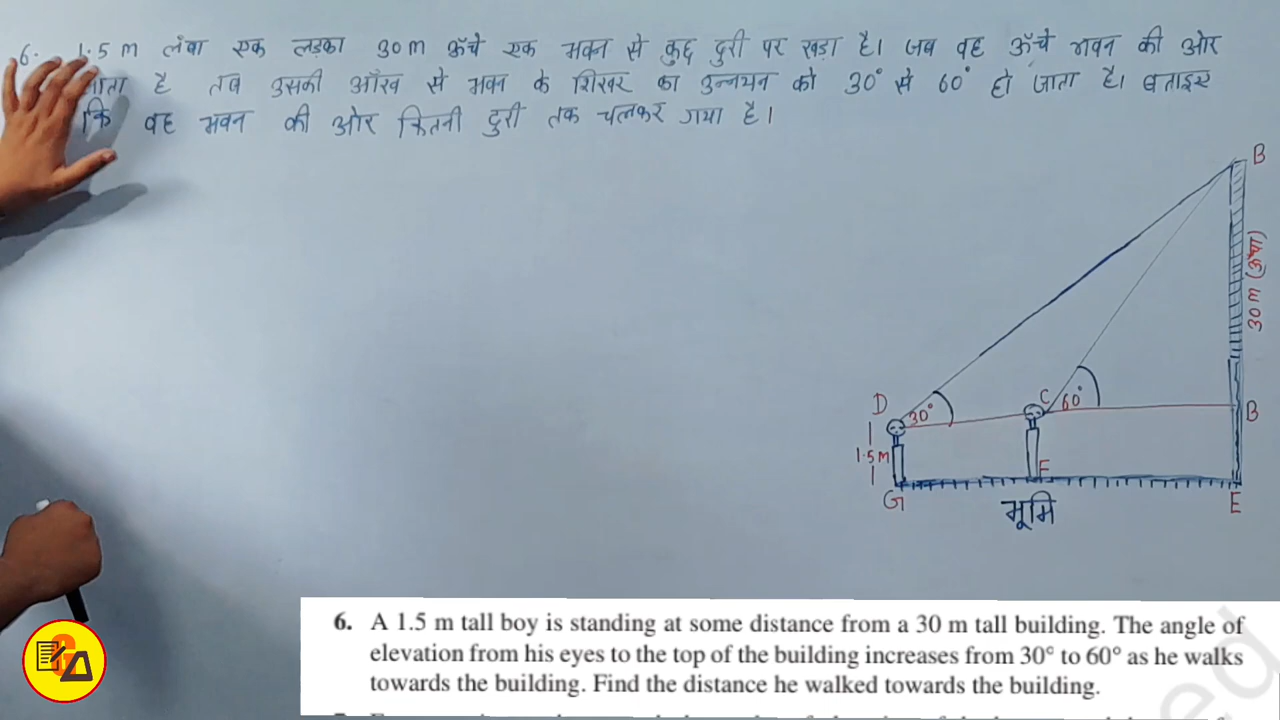 6. 1.5 m लंबा एक लड़का 30 m ऊँचे एक भवन से कुछ दुरी पर खड़ा है। जब वह ऊँचे भवन की ओर
जाता है तब उसकी आँख से भवन के शिखर का उन्नयन को 30° से 60° हो जाता है। बताइए
कि वह भवन की ओर कितनी दुरी तक चलकर गया है।
B
30 m (ऊँचा)
D
30°
C
60°
B
1.5 m
F
G
E
भूमि
6. A 1.5 m tall boy is standing at some distance from a 30 m tall building. The angle of
elevation from his eyes to the top of the building increases from 30° to 60° as he walks
towards the building. Find the distance he walked towards the building.